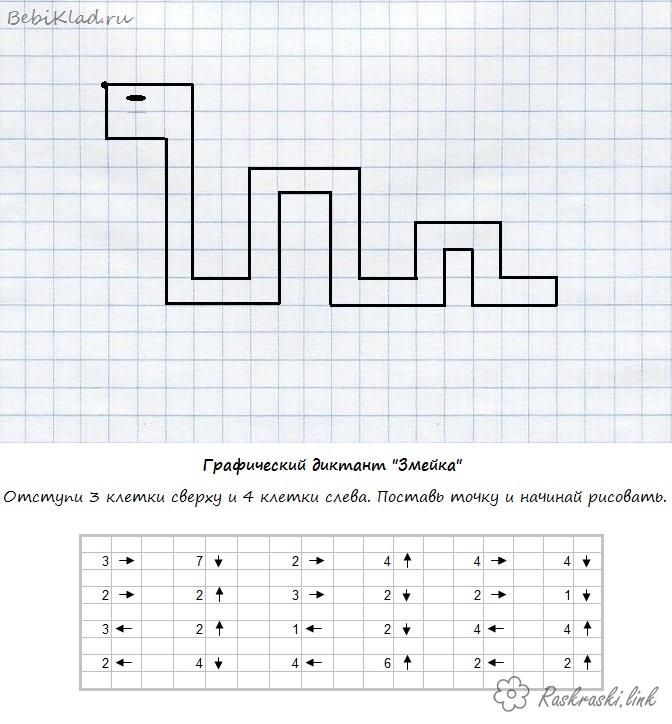 BebiKlad.ru
Графический диктант "Змейка"
Отступи 3 клетки сверху и 4 клетки слева. Поставь точку и начинай рисовать.
3 → 7 ↓ 2 → 4 ↑ 4 → 4 ↓
2 → 2 ↑ 3 → 2 ↓ 2 → 1 ↓
3 ← 2 ↑ 1 ← 2 ↓ 4 ← 4 ↑
2 ← 4 ↓ 4 ← 6 ↑ 2 ← 2 ↑
Raskraski.link